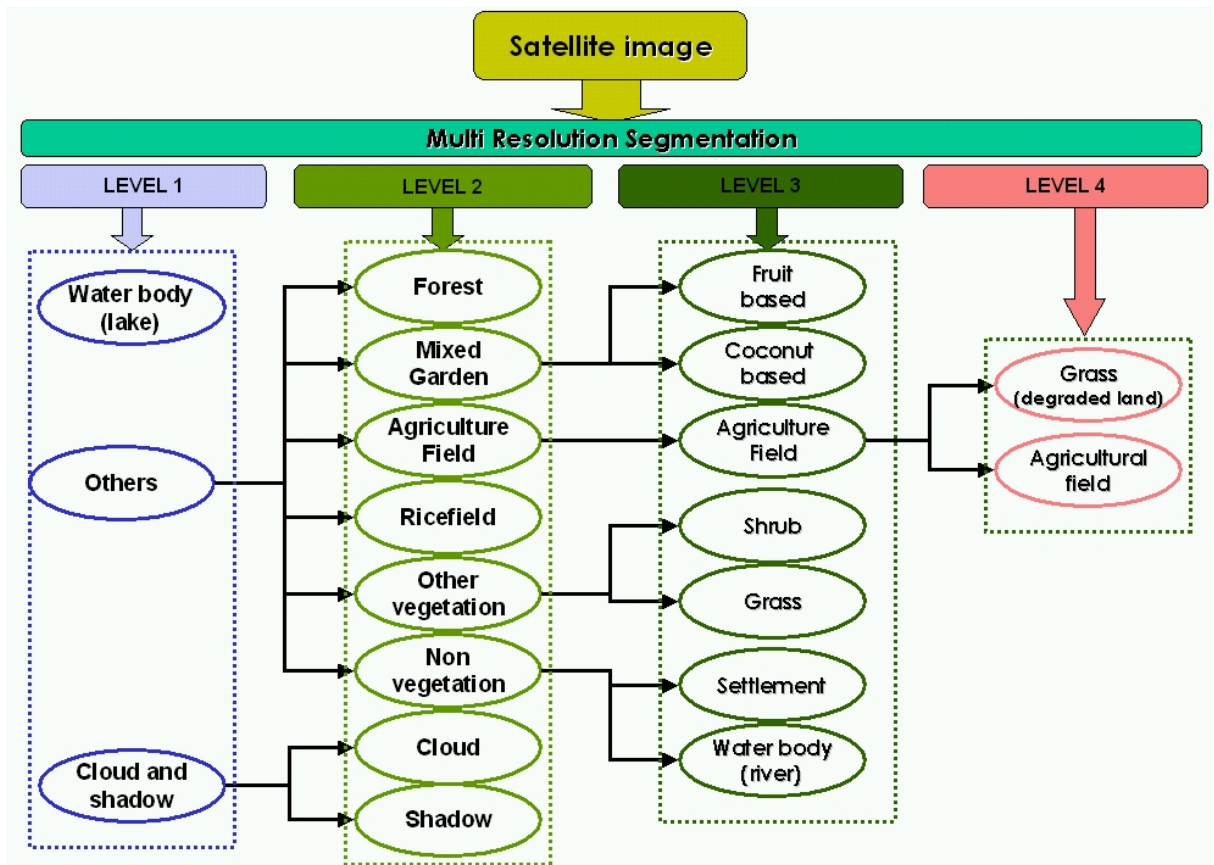 Satellite image
Multi Resolution Segmentation
LEVEL 1
LEVEL 2
LEVEL 3
LEVEL 4
Water body
(lake)
Others
Cloud and
shadow
Forest
Mixed
Garden
Agriculture
Field
Ricefield
Other
vegetation
Non
vegetation
Cloud
Shadow
Fruit
based
Coconut
based
Agriculture
Field
Shrub
Grass
Settlement
Water body
(river)
Grass
(degraded land)
Agricultural
field